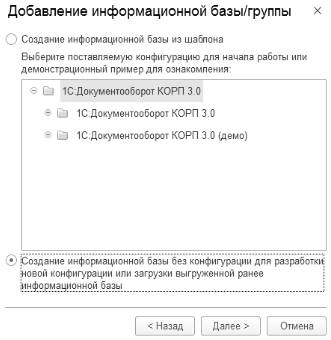 Добавление информационной базы/группы
Создание информационной базы из шаблона
Выберите поставляемую конфигурацию для начала работы или
демонстрационный пример для ознакомления:
1С:Документооборот КОРП 3.0
1С:Документооборот КОРП 3.0
1С:Документооборот КОРП 3.0 (демо)
Создание информационной базы без конфигурации для разработки
новой конфигурации или загрузки выгруженной ранее
информационной базы
< Назад Далее > Отмена